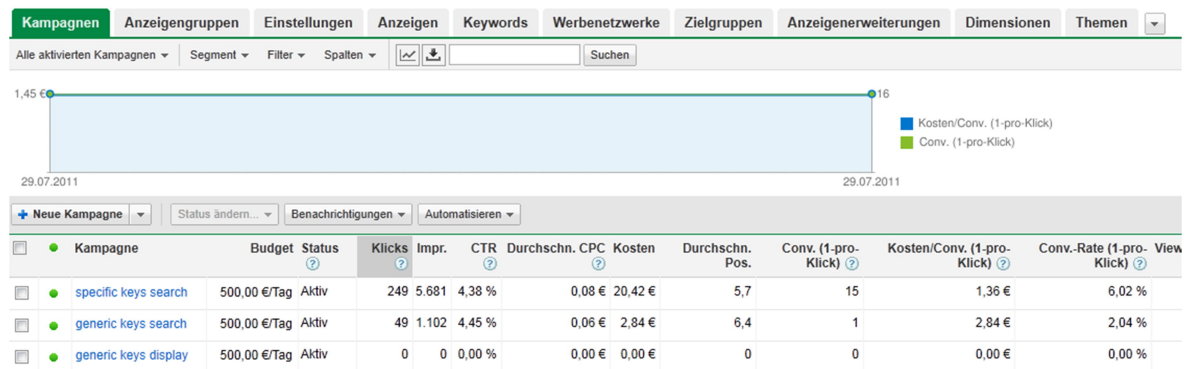 Kampagnen Anzeigengruppen Einstellungen Anzeigen Keywords Werbenetzwerke Zielgruppen Anzeigenerweiterungen Dimensionen Themen
Alle aktivierten Kampagnen Segment Filter Spalten Suchen
1,45 € 16
Kosten/Conv. (1-pro-Klick)
Conv. (1-pro-Klick)
29.07.2011 29.07.2011
+ Neue Kampagne Status ändern... Benachrichtigungen Automatisieren
Kampagne Budget Status Klicks Impr. CTR Durchschn. CPC Kosten Durchschn. Conv. (1-pro- Kosten/Conv. (1-pro- Conv.-Rate (1-pro- View
? ? ? ? Pos. Klick) ? Klick) ? Klick) ?
specific keys search 500,00 €/Tag Aktiv 249 5.681 4,38 % 0,08 € 20,42 € 5,7 15 1,36 € 6,02 %
generic keys search 500,00 €/Tag Aktiv 49 1.102 4,45 % 0,06 € 2,84 € 6,4 1 2,84 € 2,04 %
generic keys display 500,00 €/Tag Aktiv 0 0 0,00 % 0,00 € 0,00 € 0 0 0,00 € 0,00 %